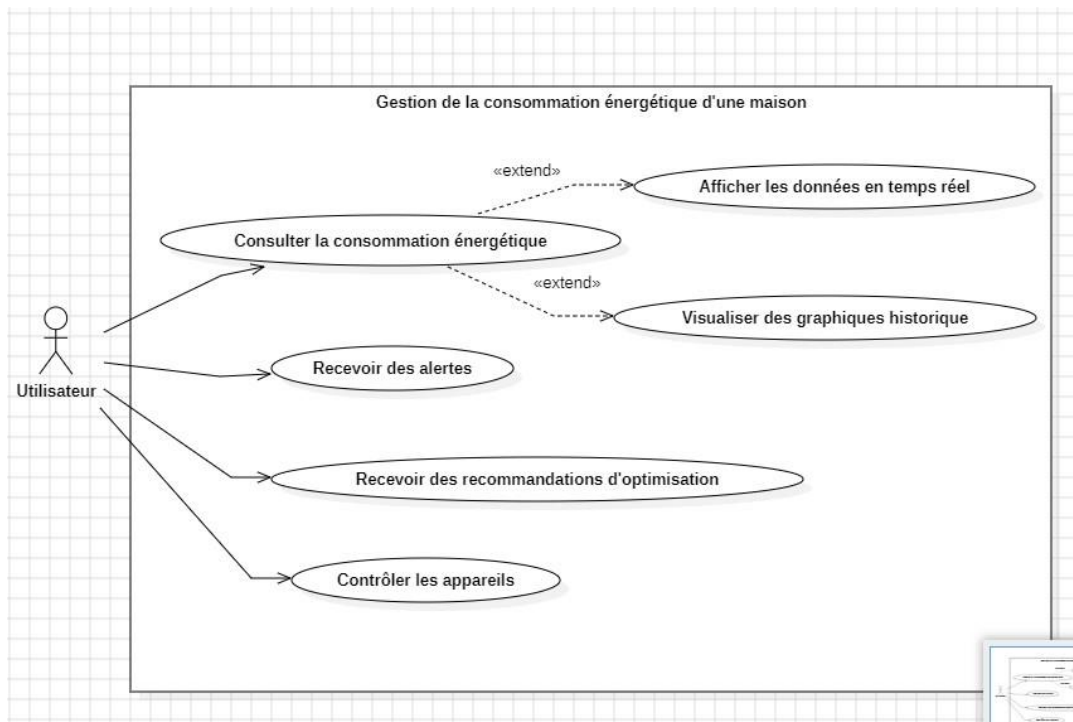 Gestion de la consommation énergétique d'une maison
«extend»
Afficher les données en temps réel
Consulter la consommation énergétique
«extend»
Visualiser des graphiques historique
Recevoir des alertes
Utilisateur
Recevoir des recommandations d'optimisation
Contrôler les appareils